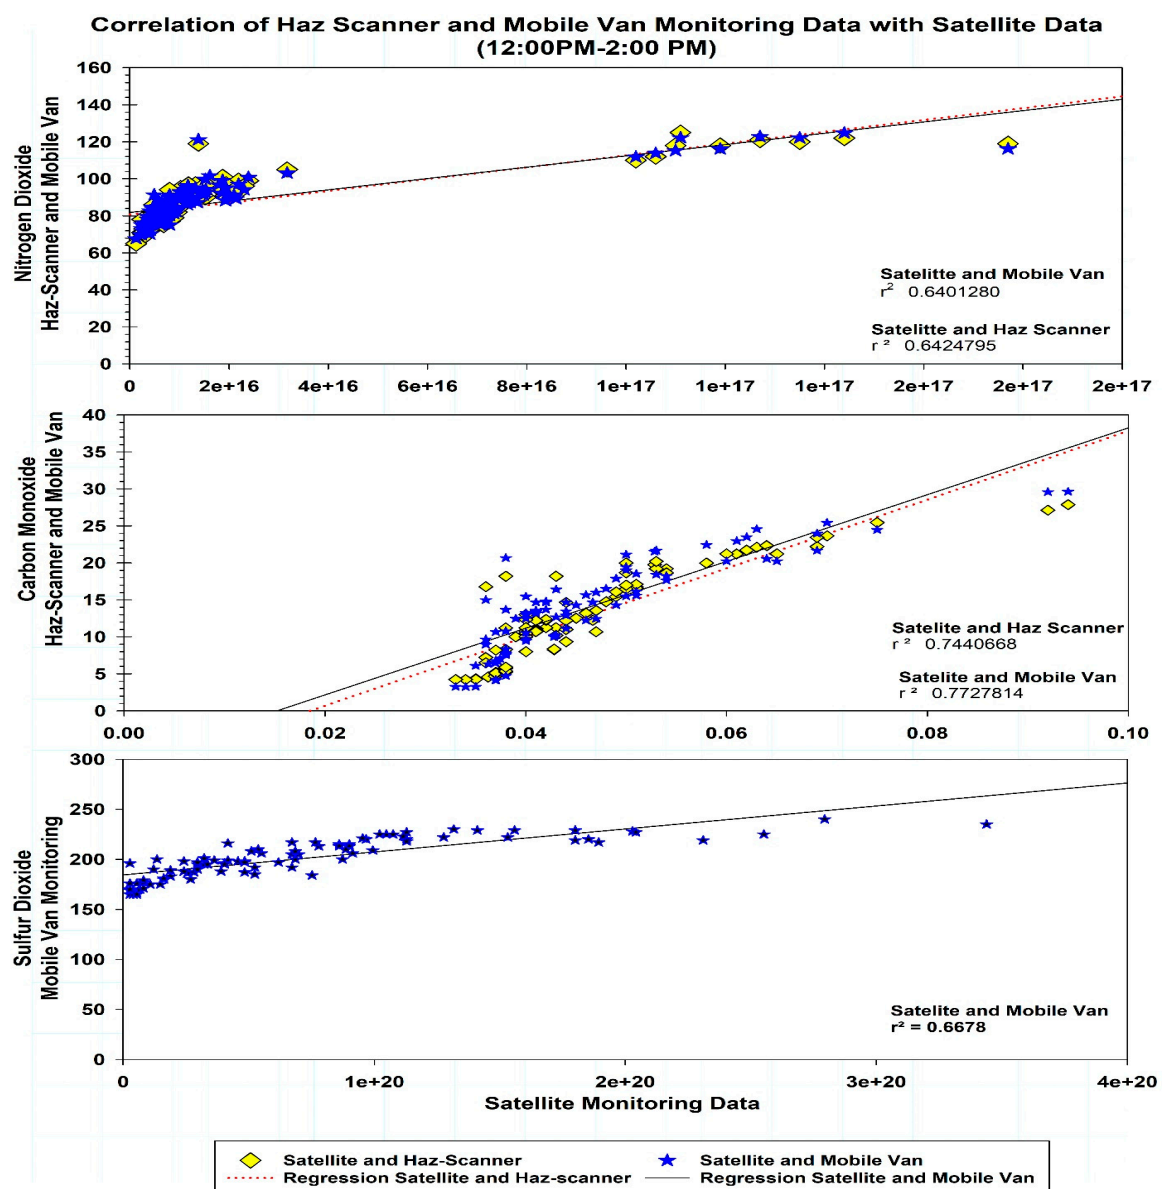 Correlation of Haz Scanner and Mobile Van Monitoring Data with Satellite Data
(12:00PM-2:00 PM)
Nitrogen Dioxide
Haz-Scanner and Mobile Van
160
140
120
100
80
60
40
20
0
Satelitte and Mobile Van
r² 0.6401280
Satelitte and Haz Scanner
r ² 0.6424795
0 2e+16 4e+16 6e+16 8e+16 1e+17 1e+17 1e+17 2e+17 2e+17 2e+17
Carbon Monoxide
Haz-Scanner and Mobile Van
40
35
30
25
20
15
10
5
0
Satelite and Haz Scanner
r ² 0.7440668
Satelite and Mobile Van
r ² 0.7727814
0.00 0.02 0.04 0.06 0.08 0.10
Sulfur Dioxide
Mobile Van Monitoring
300
250
200
150
100
50
0
Satelite and Mobile Van
r² = 0.6678
0 1e+20 2e+20 3e+20 4e+20
Satellite Monitoring Data
Satellite and Haz-Scanner Satellite and Mobile Van
Regression Satellite and Haz-scanner Regression Satellite and Mobile Van